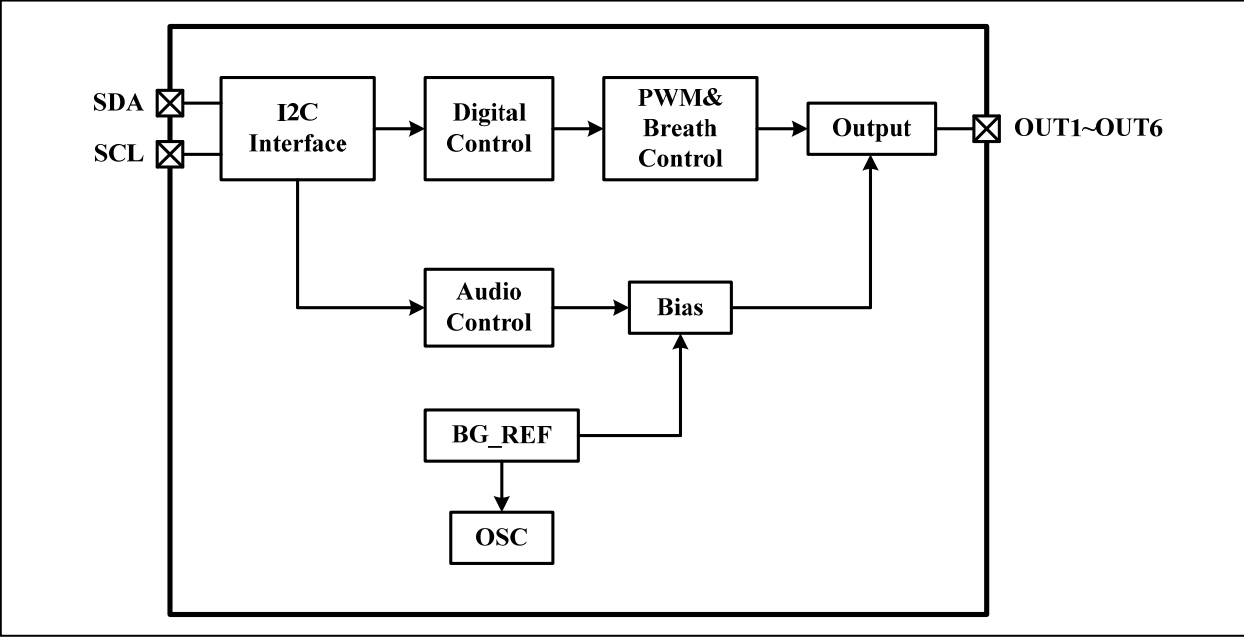 SDA
SCL
I2C
Interface
Digital
Control
PWM&
Breath
Control
Output
OUT1~OUT6
Audio
Control
Bias
BG_REF
OSC